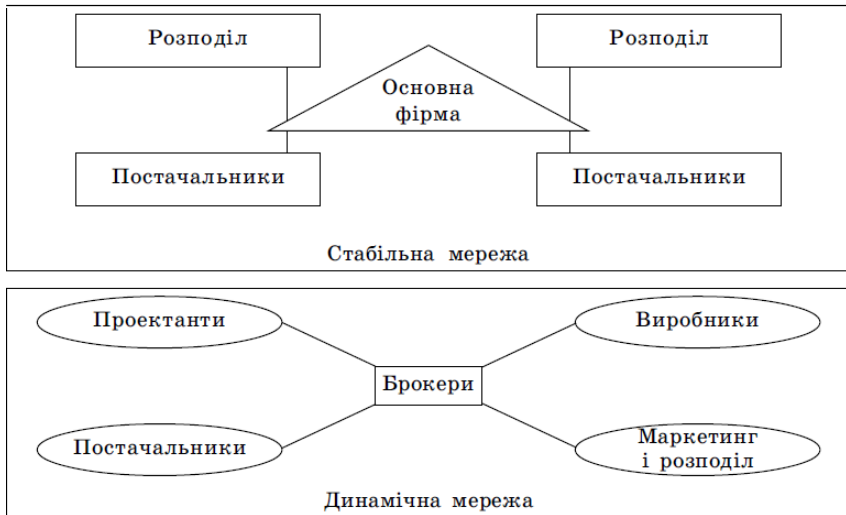 Розподіл
Розподіл
Основна
фірма
Постачальники
Постачальники
Стабільна мережа
Проектанти
Виробники
Брокери
Постачальники
Маркетинг
і розподіл
Динамічна мережа